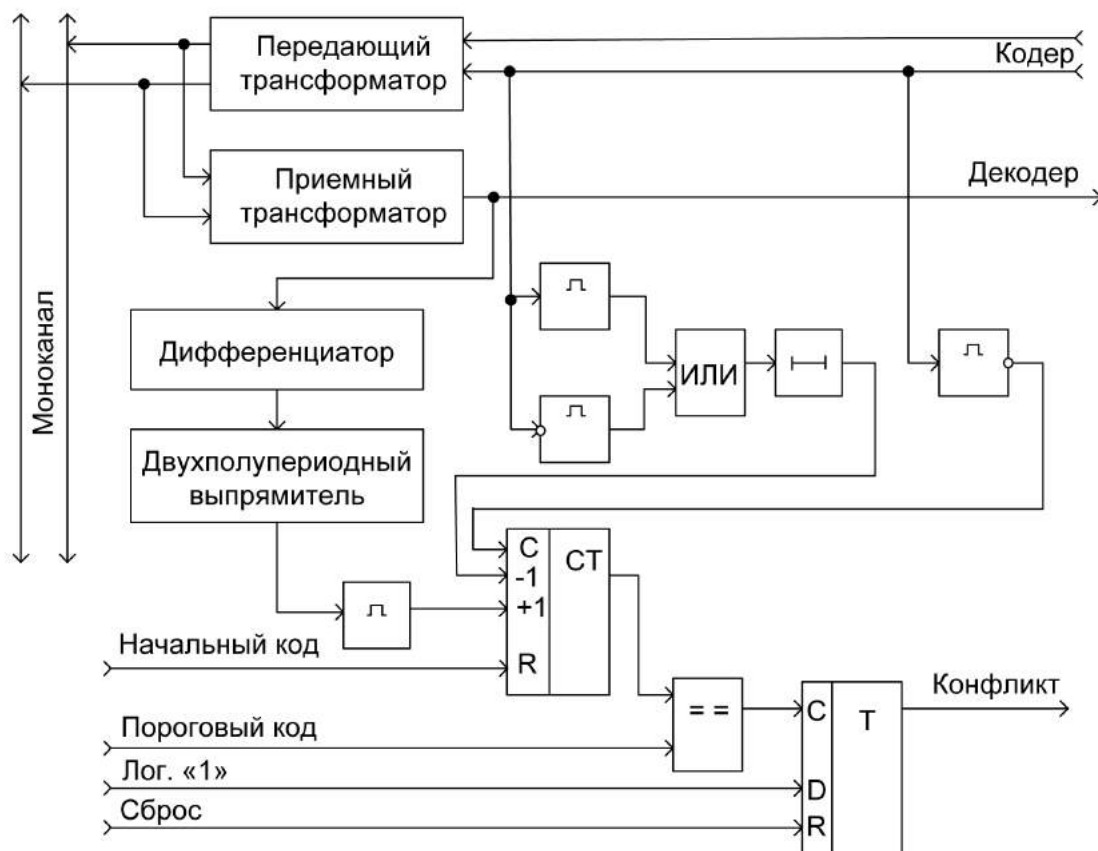 Передающий
трансформатор
Кодер
Приемный
трансформатор
Декодер
Моноканал
Дифференциатор
ИЛИ
Двухполупериодный
выпрямитель
C
-1
+1
R
СТ
Начальный код
Пороговый код
= =
Лог. «1»
Сброс
C
D
R
T
Конфликт